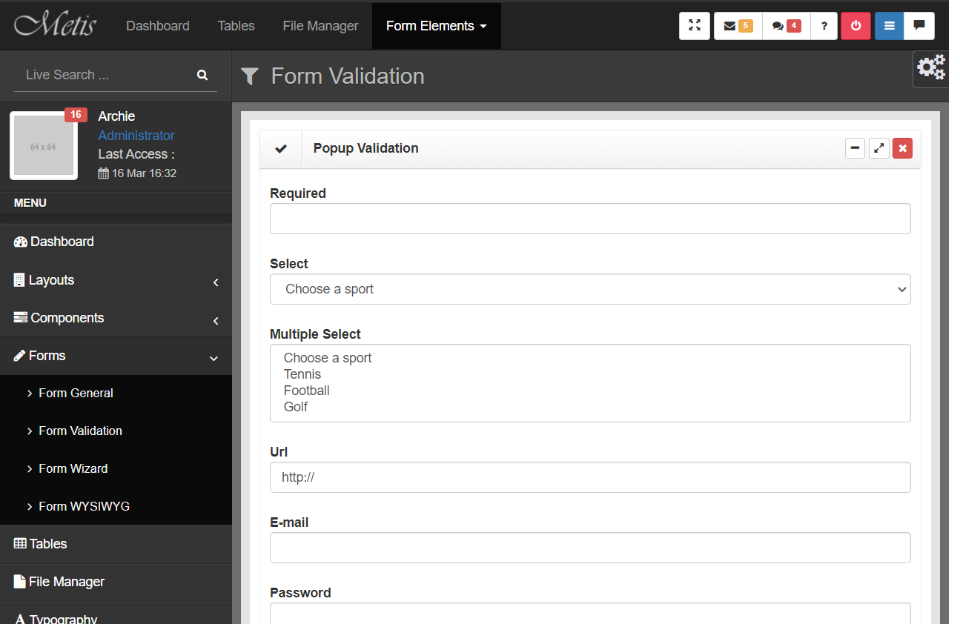 Metis
Dashboard Tables File Manager Form Elements
5 4 ?
Live Search ...
Form Validation
16
64 x 64
Archie
Administrator
Last Access :
16 Mar 16:32
MENU
Dashboard
Layouts
Components
Forms
Form General
Form Validation
Form Wizard
Form WYSIWYG
Tables
File Manager
Typography
Popup Validation
Required
Select
Choose a sport
Multiple Select
Choose a sport
Tennis
Football
Golf
Url
http://
E-mail
Password